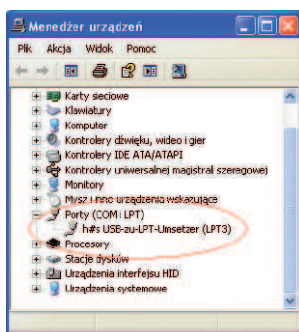 Menedżer urządzeń
Plik Akcja Widok Pomoc
Karty sieciowe
Klawiatury
Komputer
Kontrolery dźwięku, wideo i gier
Kontrolery IDE ATA/ATAPI
Kontrolery uniwersalnej magistrali szeregowej
Monitory
Mysz i inne urządzenia wskazujące
Porty (COM i LPT)
h#s USB-zu-LPT-Umsetzer (LPT3)
Procesory
Stacje dysków
Urządzenia interfejsu HID
Urządzenia systemowe